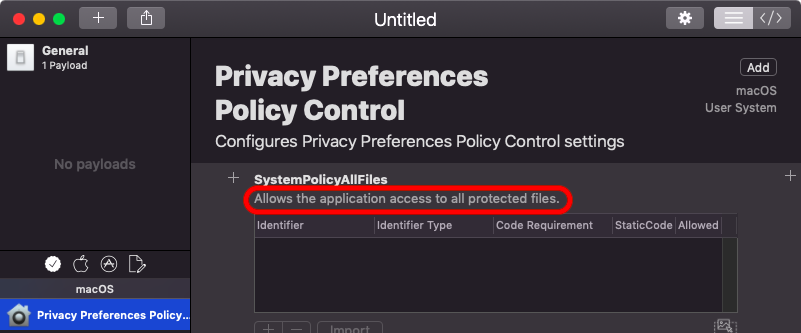 Untitled
General
1 Payload
No payloads
macOS
Privacy Preferences Policy...
Privacy Preferences
Policy Control
Add
macOS
User System
Configures Privacy Preferences Policy Control settings
SystemPolicyAllFiles
Allows the application access to all protected files.
Identifier Identifier Type Code Requirement StaticCode Allowed
Import